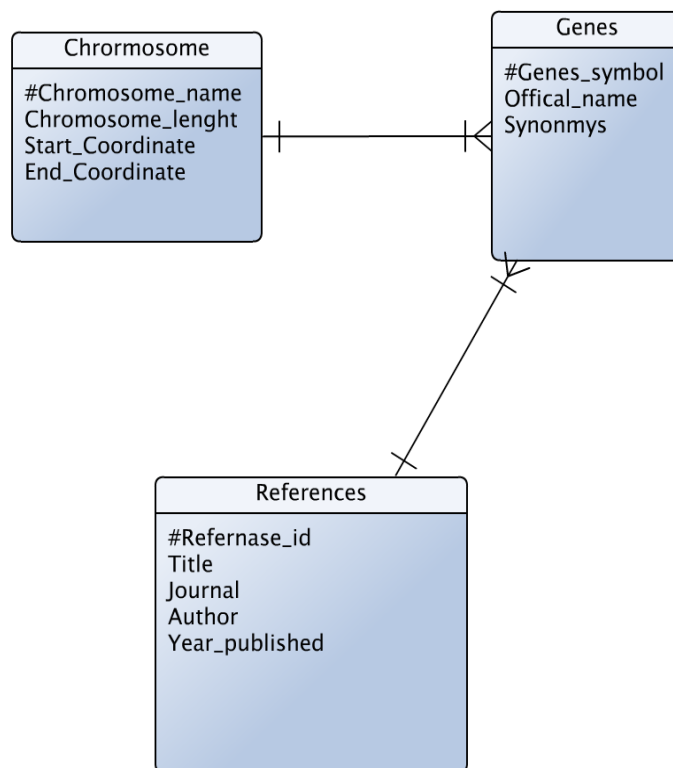 Chrormosome
#Chromosome_name
Chromosome_lenght
Start_Coordinate
End_Coordinate
Genes
#Genes_symbol
Offical_name
Synonmys
References
#Refernase_id
Title
Journal
Author
Year_published